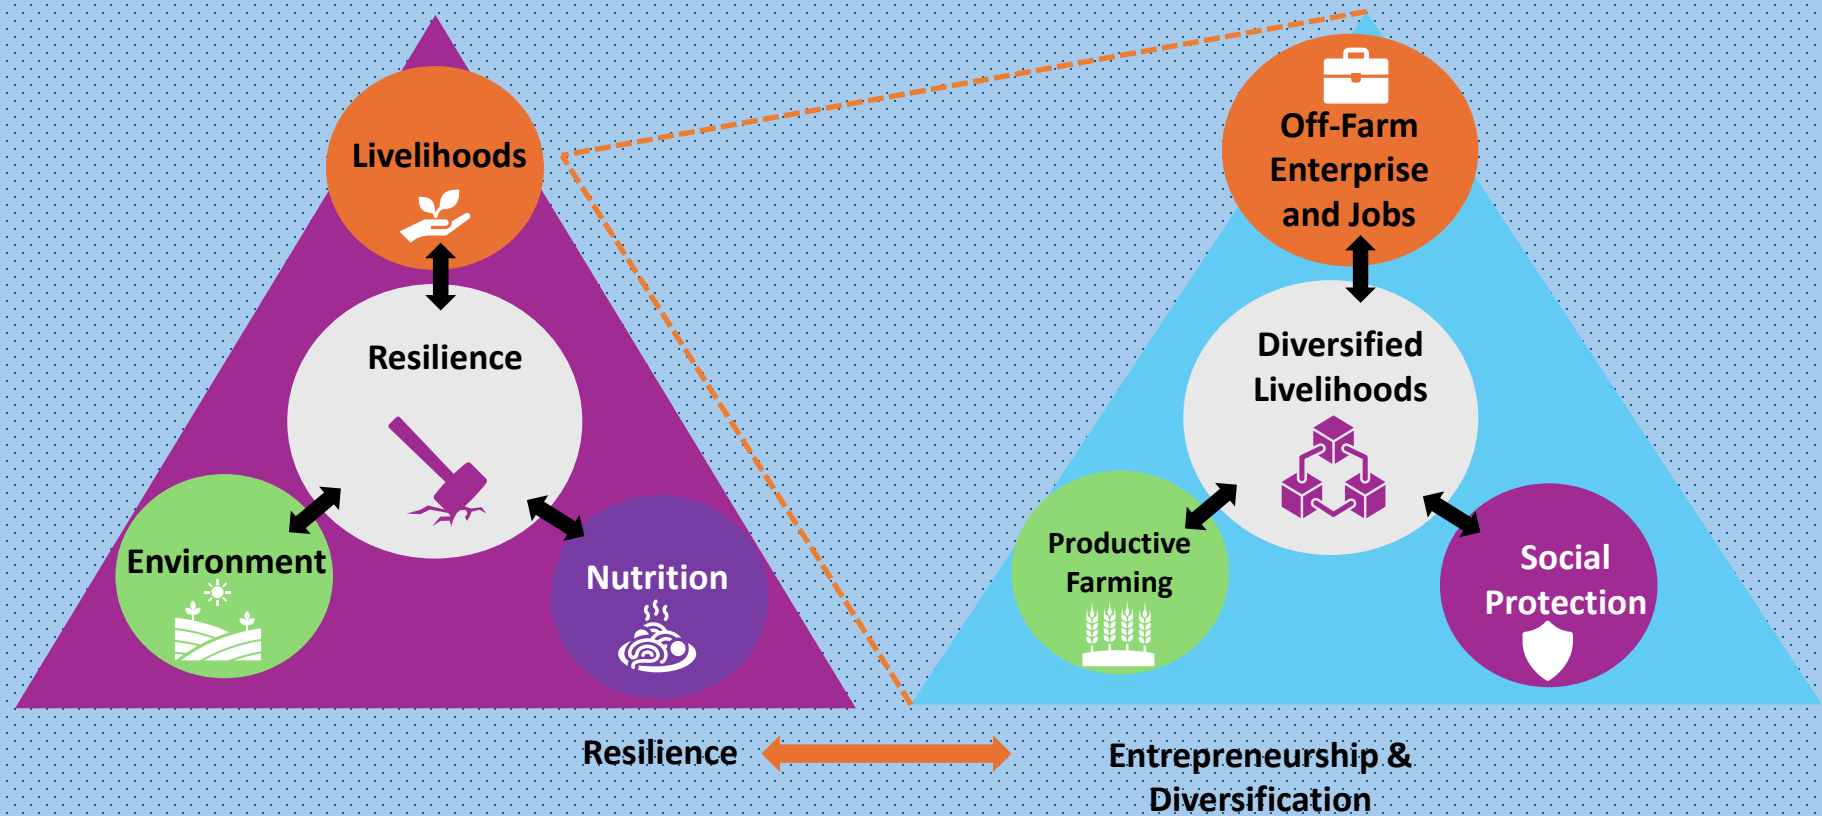 Livelihoods
Resilience
Environment
Nutrition
Off-Farm
Enterprise
and Jobs
Diversified
Livelihoods
Productive
Farming
Social
Protection
Resilience
Entrepreneurship &
Diversification